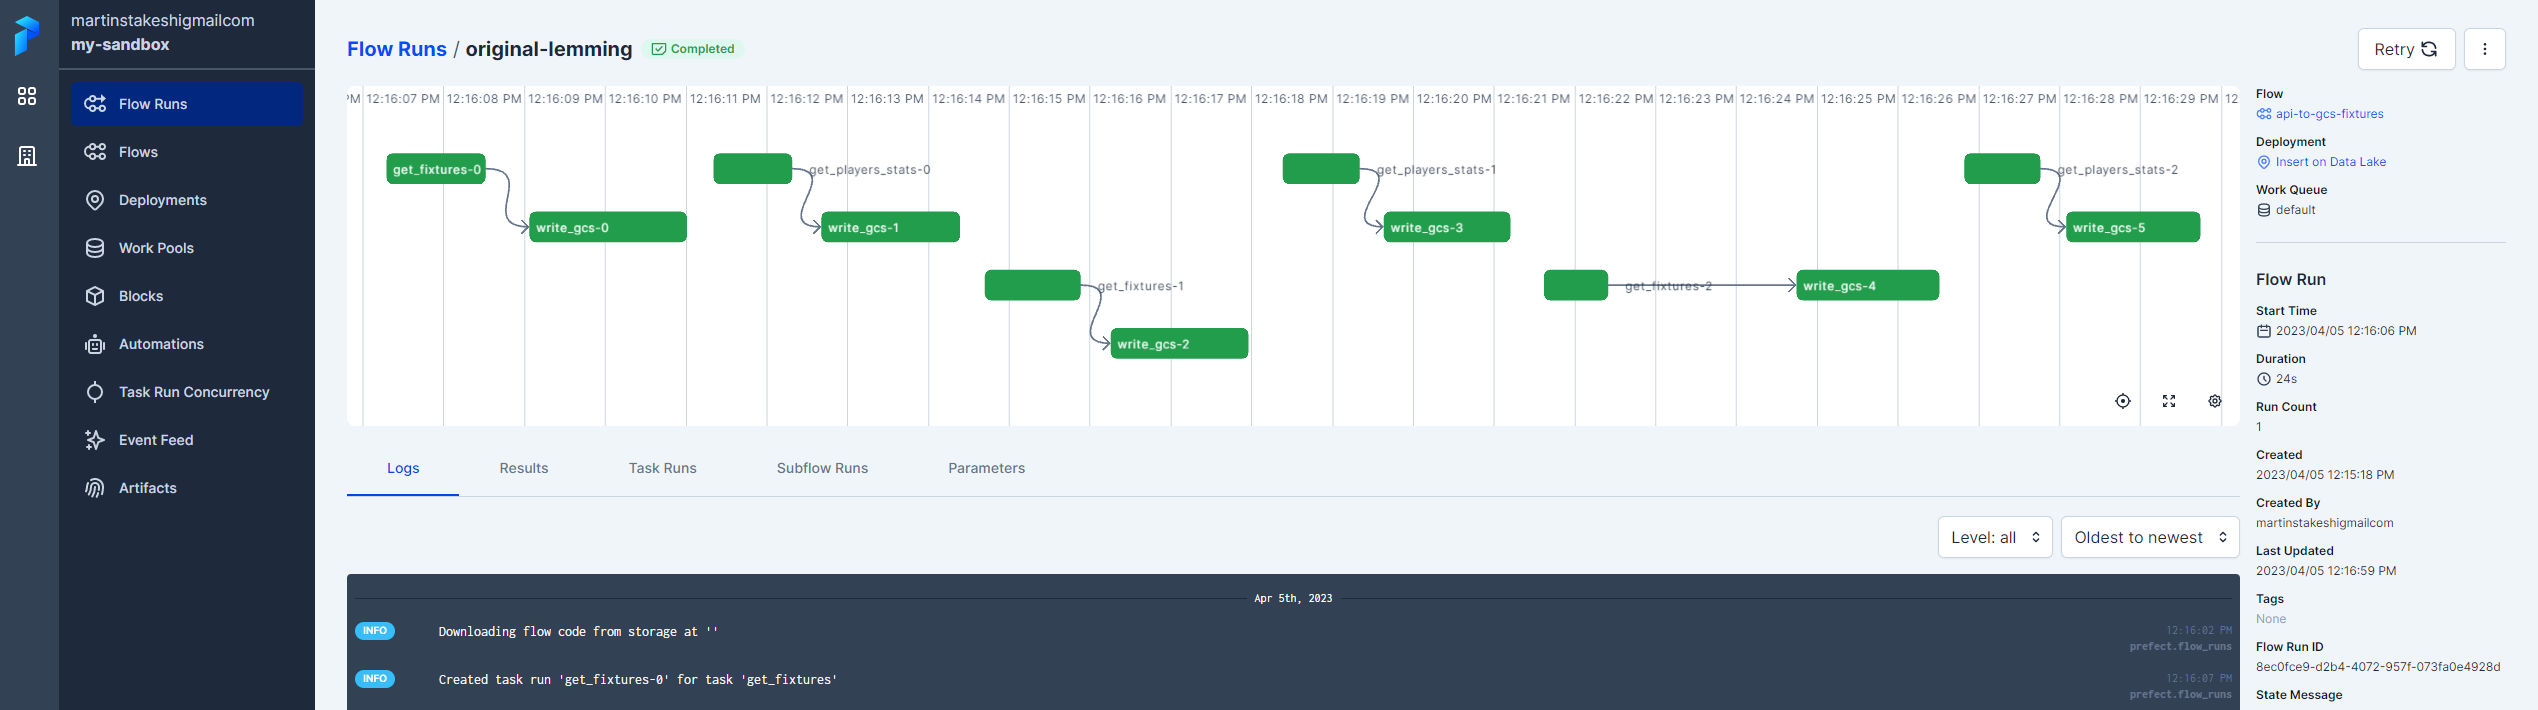 martinstakeshigmailcom
my-sandbox
Flow Runs
Flows
Deployments
Work Pools
Blocks
Automations
Task Run Concurrency
Event Feed
Artifacts
Flow Runs / original-lemming Completed
Retry
PM 12:16:07 PM 12:16:08 PM 12:16:09 PM 12:16:10 PM 12:16:11 PM 12:16:12 PM 12:16:13 PM 12:16:14 PM 12:16:15 PM 12:16:16 PM 12:16:17 PM 12:16:18 PM 12:16:19 PM 12:16:20 PM 12:16:21 PM 12:16:22 PM 12:16:23 PM 12:16:24 PM 12:16:25 PM 12:16:26 PM 12:16:27 PM 12:16:28 PM 12:16:29 PM 12
get_fixtures-0 get_players_stats-0 get_players_stats-1 get_players_stats-2
write_gcs-0 write_gcs-1 write_gcs-3 write_gcs-5
get_fixtures-1 get_fixtures-2 write_gcs-4
write_gcs-2
Logs Results Task Runs Subflow Runs Parameters
Level: all Oldest to newest
Apr 5th, 2023
INFO Downloading flow code from storage at '' 12:16:02 PM
prefect.flow_runs
INFO Created task run 'get_fixtures-0' for task 'get_fixtures' 12:16:07 PM
prefect.flow_runs
Flow
api-to-gcs-fixtures
Deployment
Insert on Data Lake
Work Queue
default
Flow Run
Start Time
2023/04/05 12:16:06 PM
Duration
24s
Run Count
1
Created
2023/04/05 12:15:18 PM
Created By
martinstakeshigmailcom
Last Updated
2023/04/05 12:16:59 PM
Tags
None
Flow Run ID
8ec0fce9-d2b4-4072-957f-073fa0e4928d
State Message